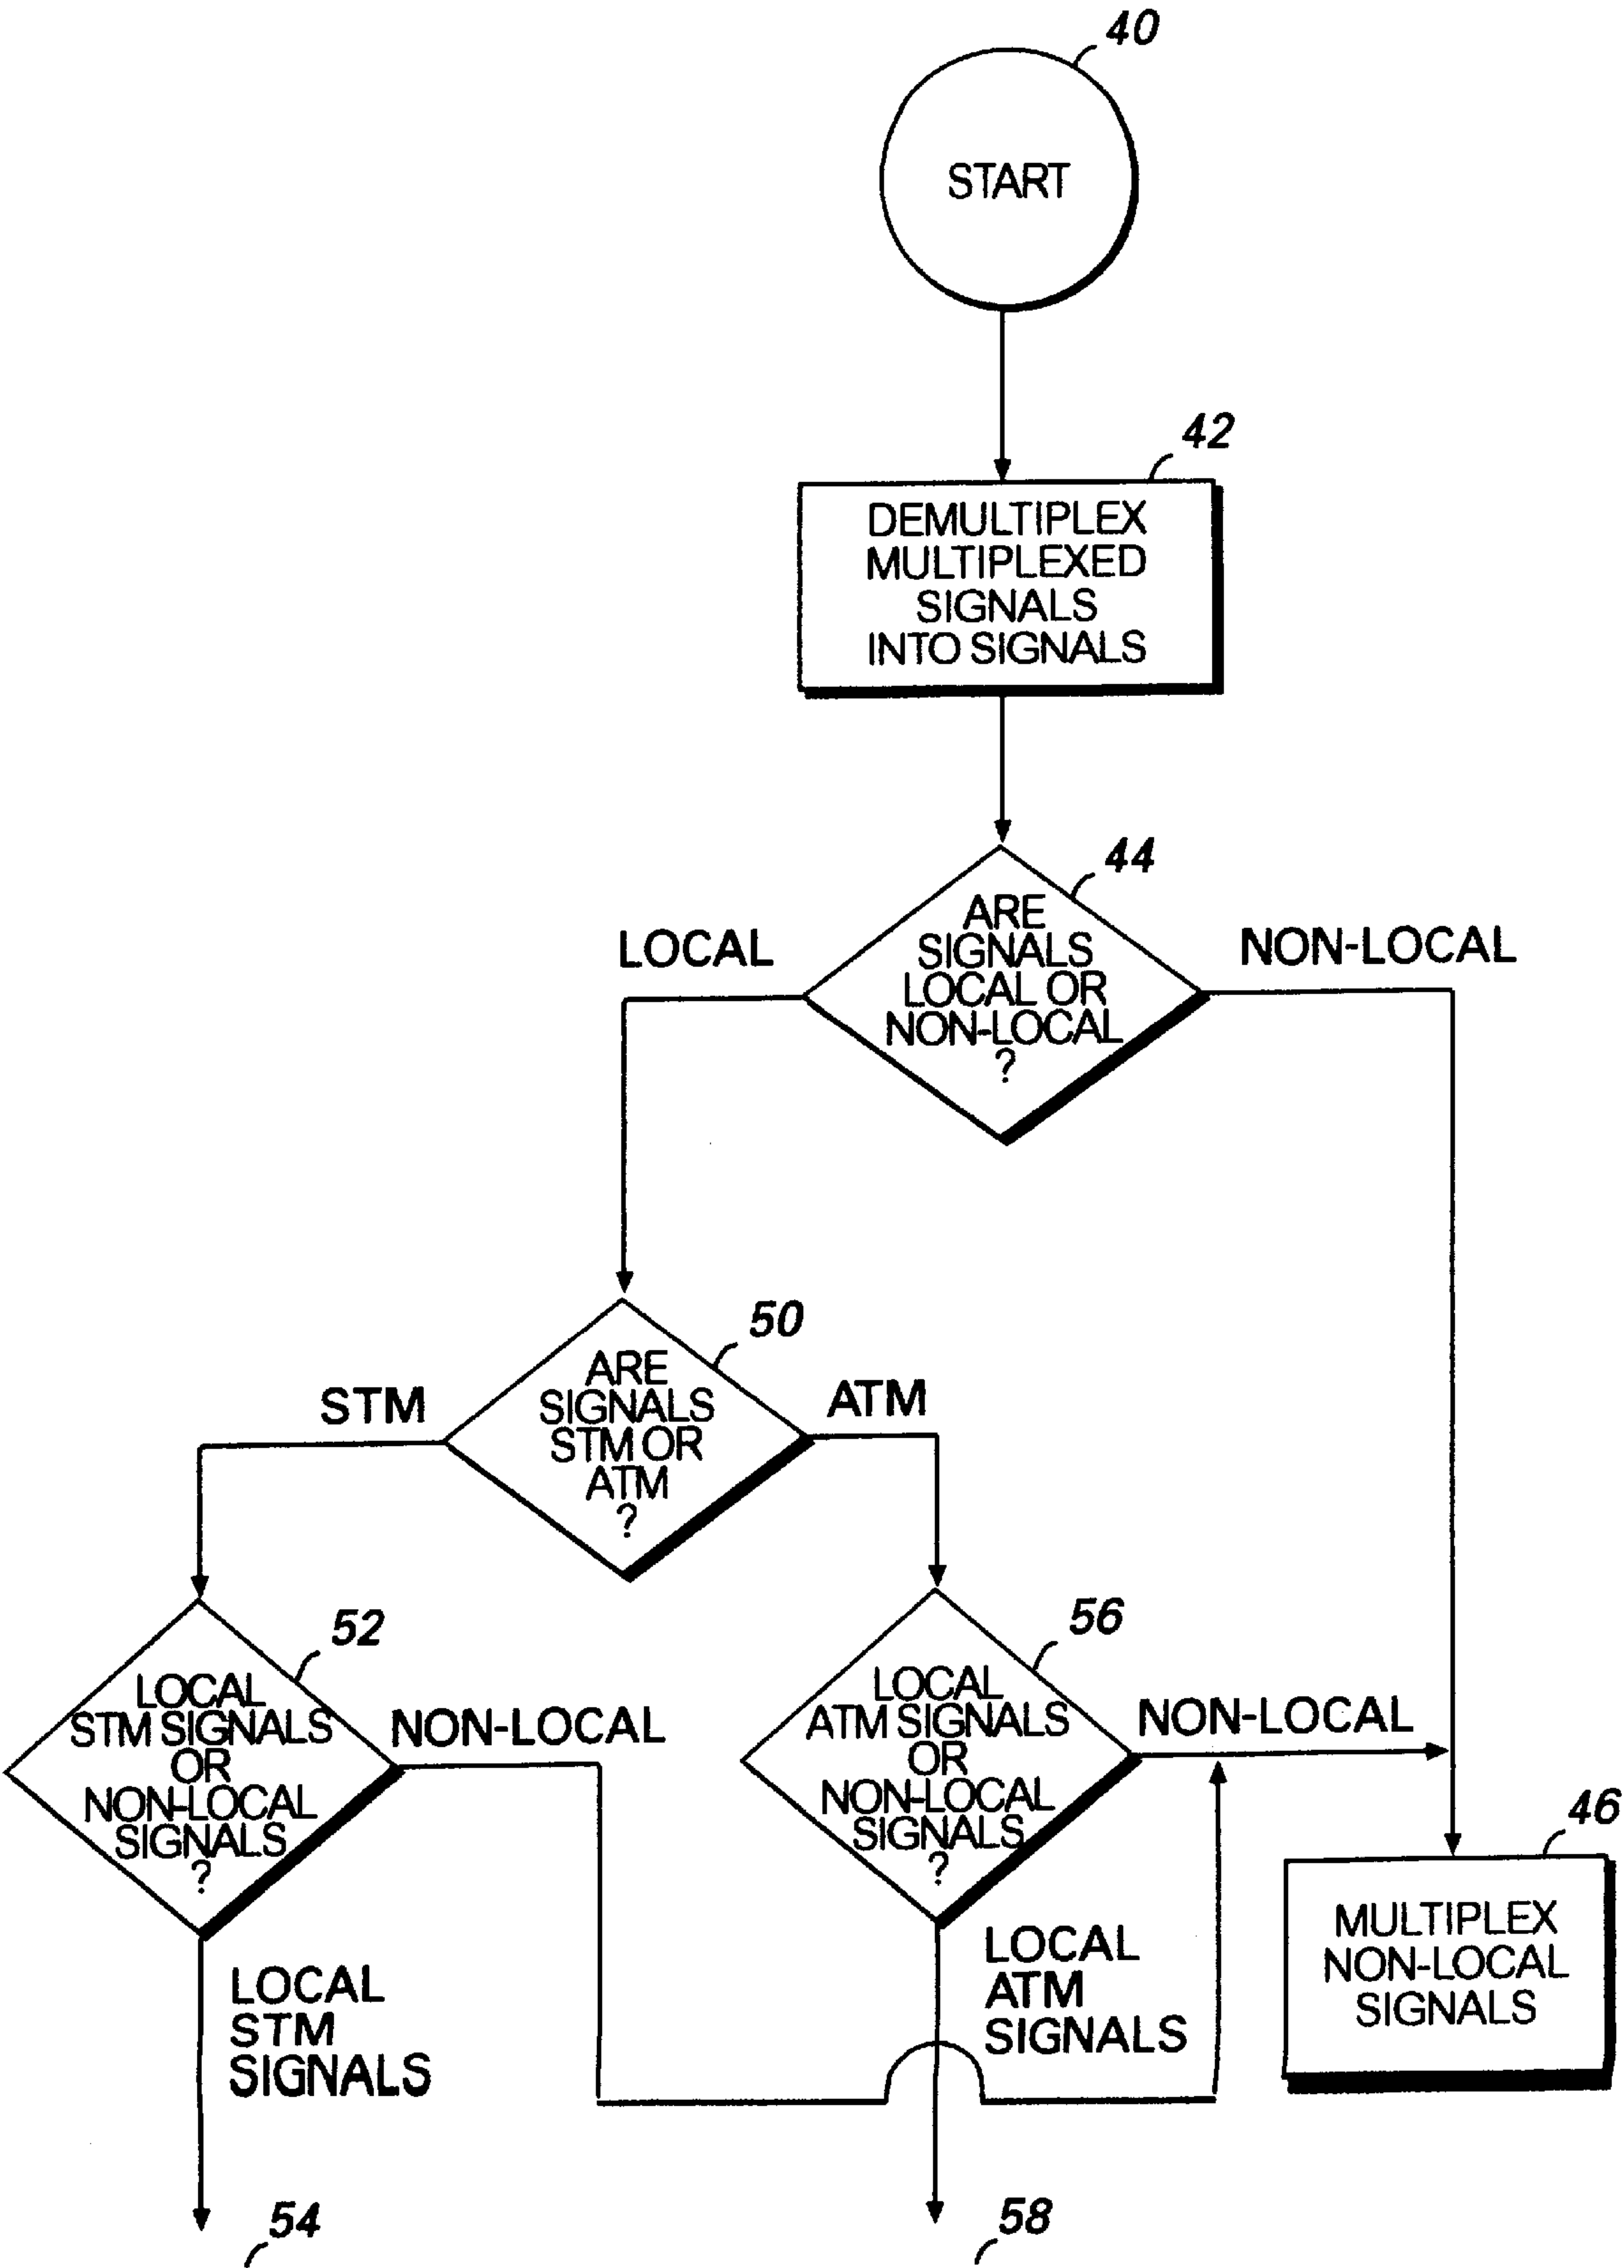 40
START
42
DEMULTIPLEX
MULTIPLEXED
SIGNALS
INTO SIGNALS
44
ARE
SIGNALS
LOCAL OR
NON-LOCAL
?
LOCAL
NON-LOCAL
50
ARE
SIGNALS
STM OR
ATM
?
STM
ATM
52
LOCAL
STM SIGNALS
OR
NON-LOCAL
SIGNALS
?
NON-LOCAL
56
LOCAL
ATM SIGNALS
OR
NON-LOCAL
SIGNALS
?
NON-LOCAL
46
MULTIPLEX
NON-LOCAL
SIGNALS
LOCAL
STM
SIGNALS
LOCAL
ATM
SIGNALS
54
58